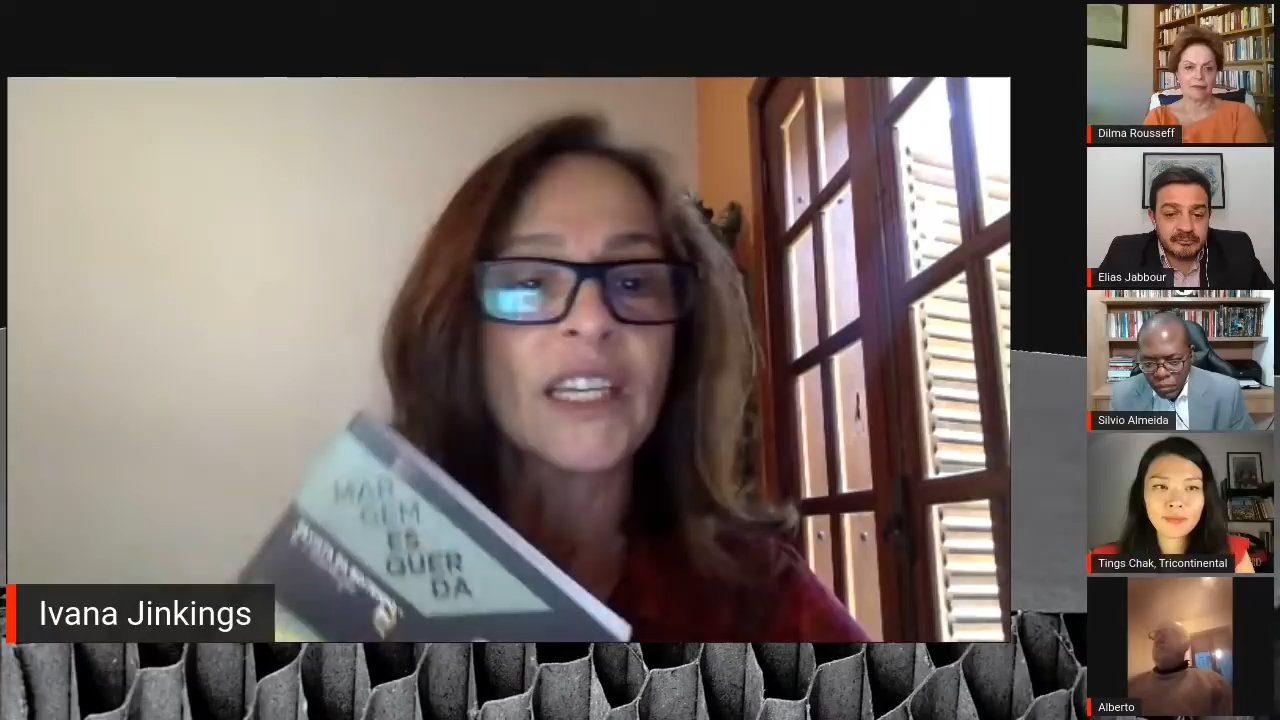 MAR
GEM
ES
QUER
DA
Ivana Jinkings
Dilma Rousseff
Elias Jabbour
Silvio Almeida
Tings Chak, Tricontinental
Alberto